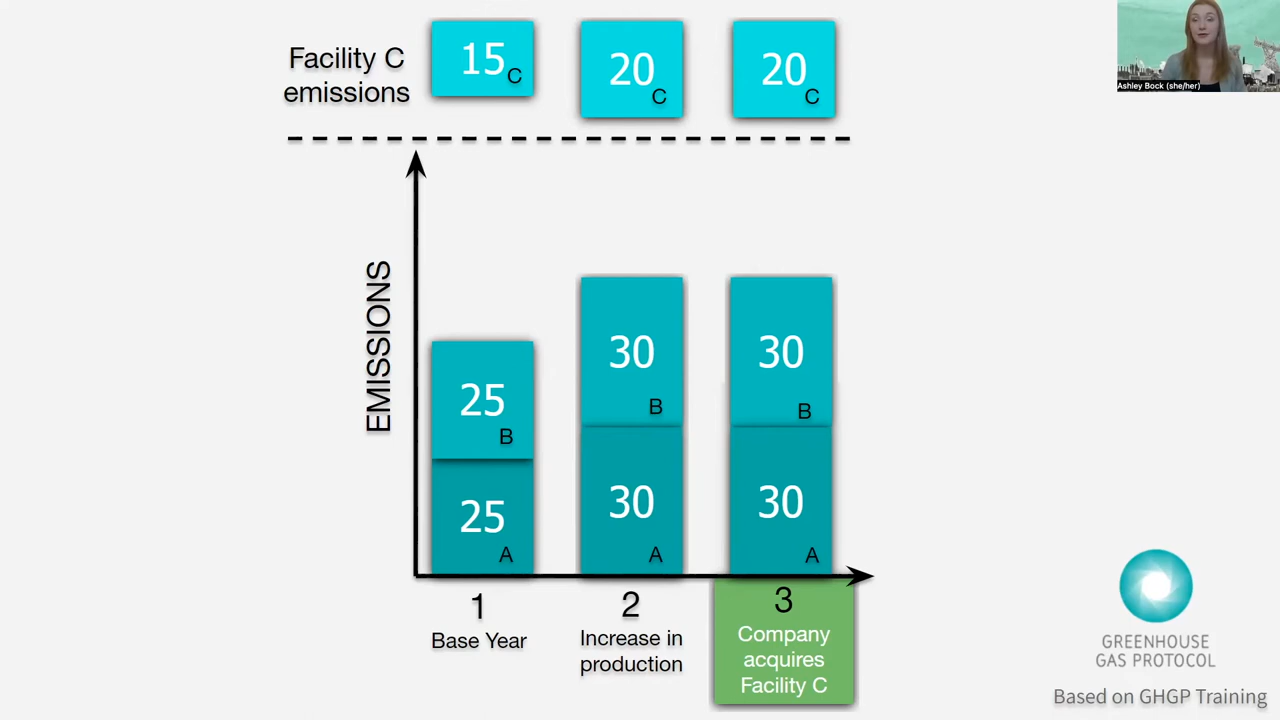 Facility C
emissions
15 C
20 C
20 C
Ashley Bock (she/her)
EMISSIONS
25 B
30 B
30 B
25 A
30 A
30 A
1
Base Year
2
Increase in
production
3
Company
acquires
Facility C
GREENHOUSE
GAS PROTOCOL
Based on GHGP Training